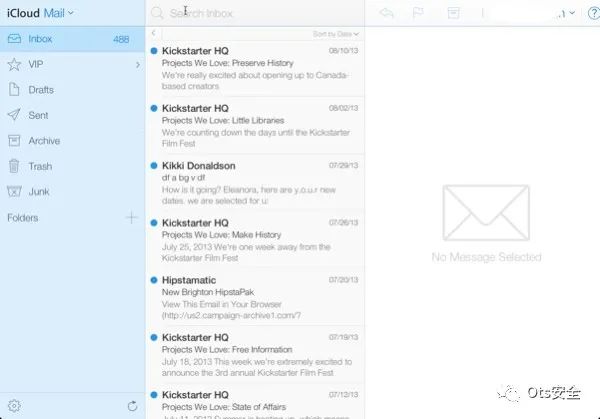 iCloud Mail
Search Inbox
Inbox 488
Sort by Date
VIP
Drafts
Sent
Archive
Trash
Junk
Folders
Kickstarter HQ 08/10/13
Projects We Love: Preserve History
We're really excited about opening up to Canada-
based creators
Kickstarter HQ 08/02/13
Projects We Love: Little Libraries
We're counting down the days until the Kickstarter
Film Fest
Kikki Donaldson 07/29/13
df a bg v df
How is it going? Eleanora, here are y.o.u.r new
dates. we are selected for u:
Kickstarter HQ 07/26/13
Projects We Love: Make History
July 25, 2013 We're one week away from the
Kickstarter Film Fest
Hipstamatic 07/20/13
New Brighton HipstaPak
View This Email in Your Browser
(http://us2.campaign-archive1.com/?
Kickstarter HQ 07/19/13
Projects We Love: Free Information
July 18, 2013 This week we're extremely excited to
announce the 3rd annual Kickstarter Film Fest
Kickstarter HQ 07/12/13
Projects We Love: State of Affairs
No Message Selected
Ots安全